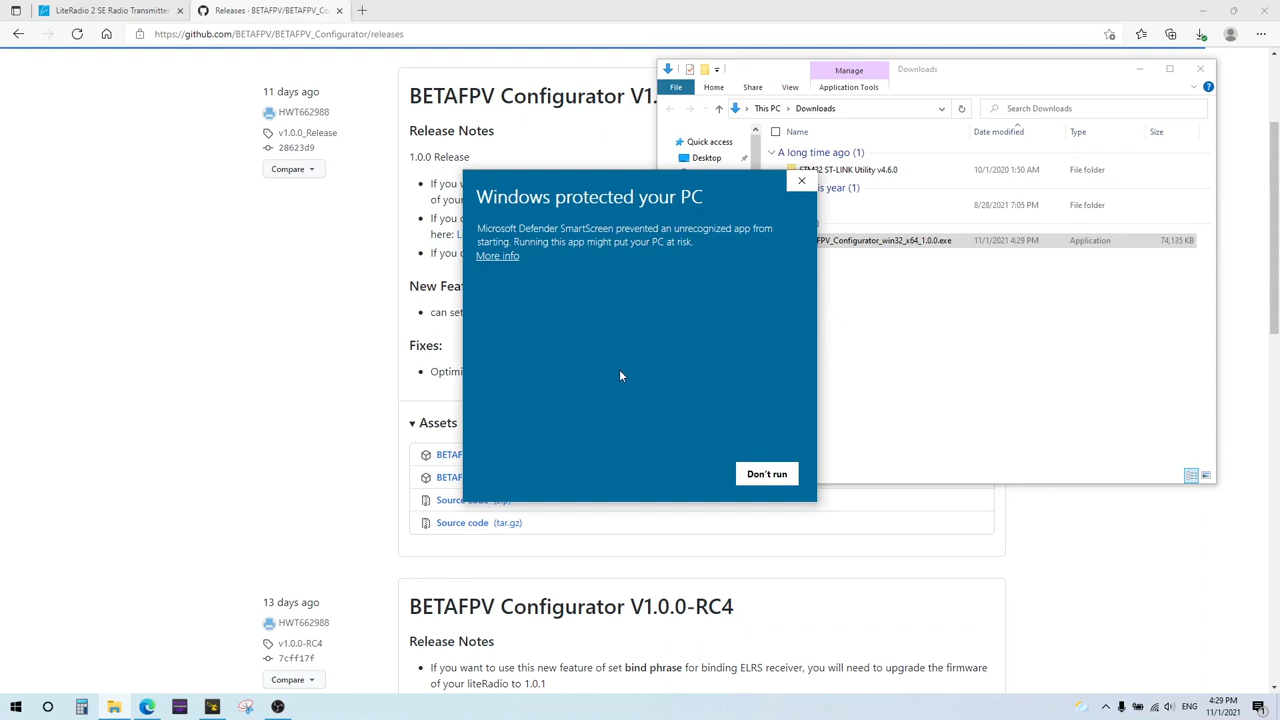 LiteRadio 2 SE Radio Transmitter
Releases · BETAFPV/BETAFPV_Co
https://github.com/BETAFPV/BETAFPV_Configurator/releases
11 days ago
HWT662988
v1.0.0_Release
28623d9
Compare
BETAFPV Configurator V1.
Release Notes
1.0.0 Release
If you
of your
If you
here: L
If you
New Fea
can set
Fixes:
Optimi
Assets
BETAF
BETAF
Source code (zip)
Source code (tar.gz)
Manage
Downloads
File
Home
Share
View
Application Tools
This PC
Downloads
Search Downloads
Quick access
Desktop
Name
Date modified
Type
Size
A long time ago (1)
STM32 ST-LINK Utility v4.6.0
10/1/2020 1:50 AM
File folder
is year (1)
8/28/2021 7:05 PM
File folder
FPV_Configurator_win32_x64_1.0.0.exe
11/1/2021 4:29 PM
Application
74,135 KB
Windows protected your PC
Microsoft Defender SmartScreen prevented an unrecognized app from
starting. Running this app might put your PC at risk.
More info
Don't run
13 days ago
HWT662988
v1.0.0-RC4
7cff17f
Compare
BETAFPV Configurator V1.0.0-RC4
Release Notes
If you want to use this new feature of set bind phrase for binding ELRS receiver, you will need to upgrade the firmware
of your liteRadio to 1.0.1
ENG
4:29 PM
11/1/2021